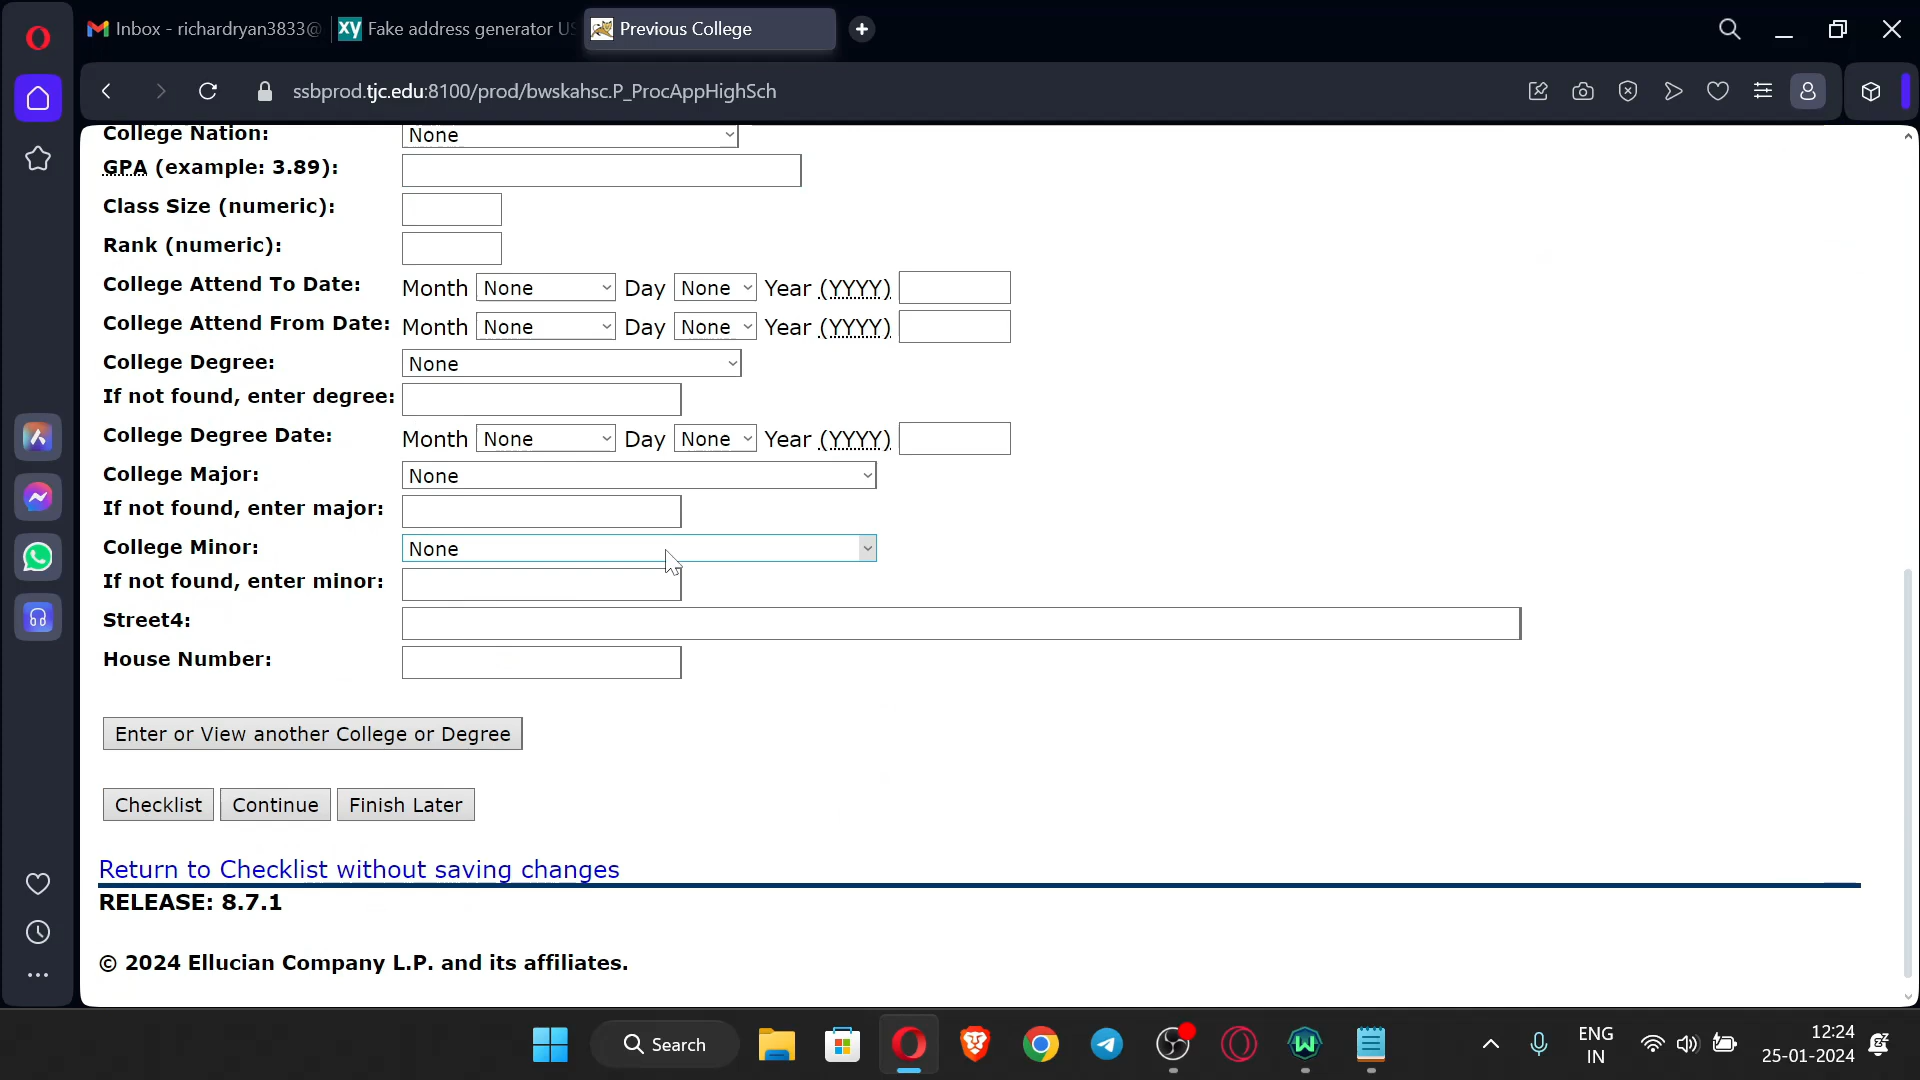 Inbox - richardryan3833@
Fake address generator US
Previous College
ssbprod.tjc.edu:8100/prod/bwskahsc.P_ProcAppHighSch
College Nation: None
GPA (example: 3.89):
Class Size (numeric):
Rank (numeric):
College Attend To Date: Month None Day None Year (YYYY)
College Attend From Date: Month None Day None Year (YYYY)
College Degree: None
If not found, enter degree:
College Degree Date: Month None Day None Year (YYYY)
College Major: None
If not found, enter major:
College Minor: None
If not found, enter minor:
Street4:
House Number:
Enter or View another College or Degree
Checklist Continue Finish Later
Return to Checklist without saving changes
RELEASE: 8.7.1
© 2024 Ellucian Company L.P. and its affiliates.
Search
ENG
IN
12:24
25-01-2024